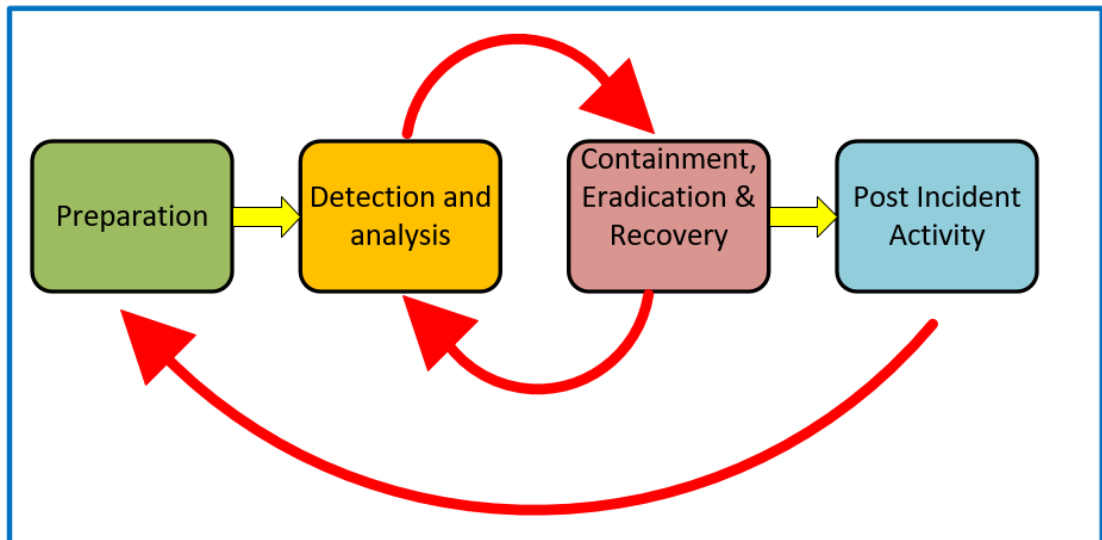 Preparation
Detection and
analysis
Containment,
Eradication &
Recovery
Post Incident
Activity